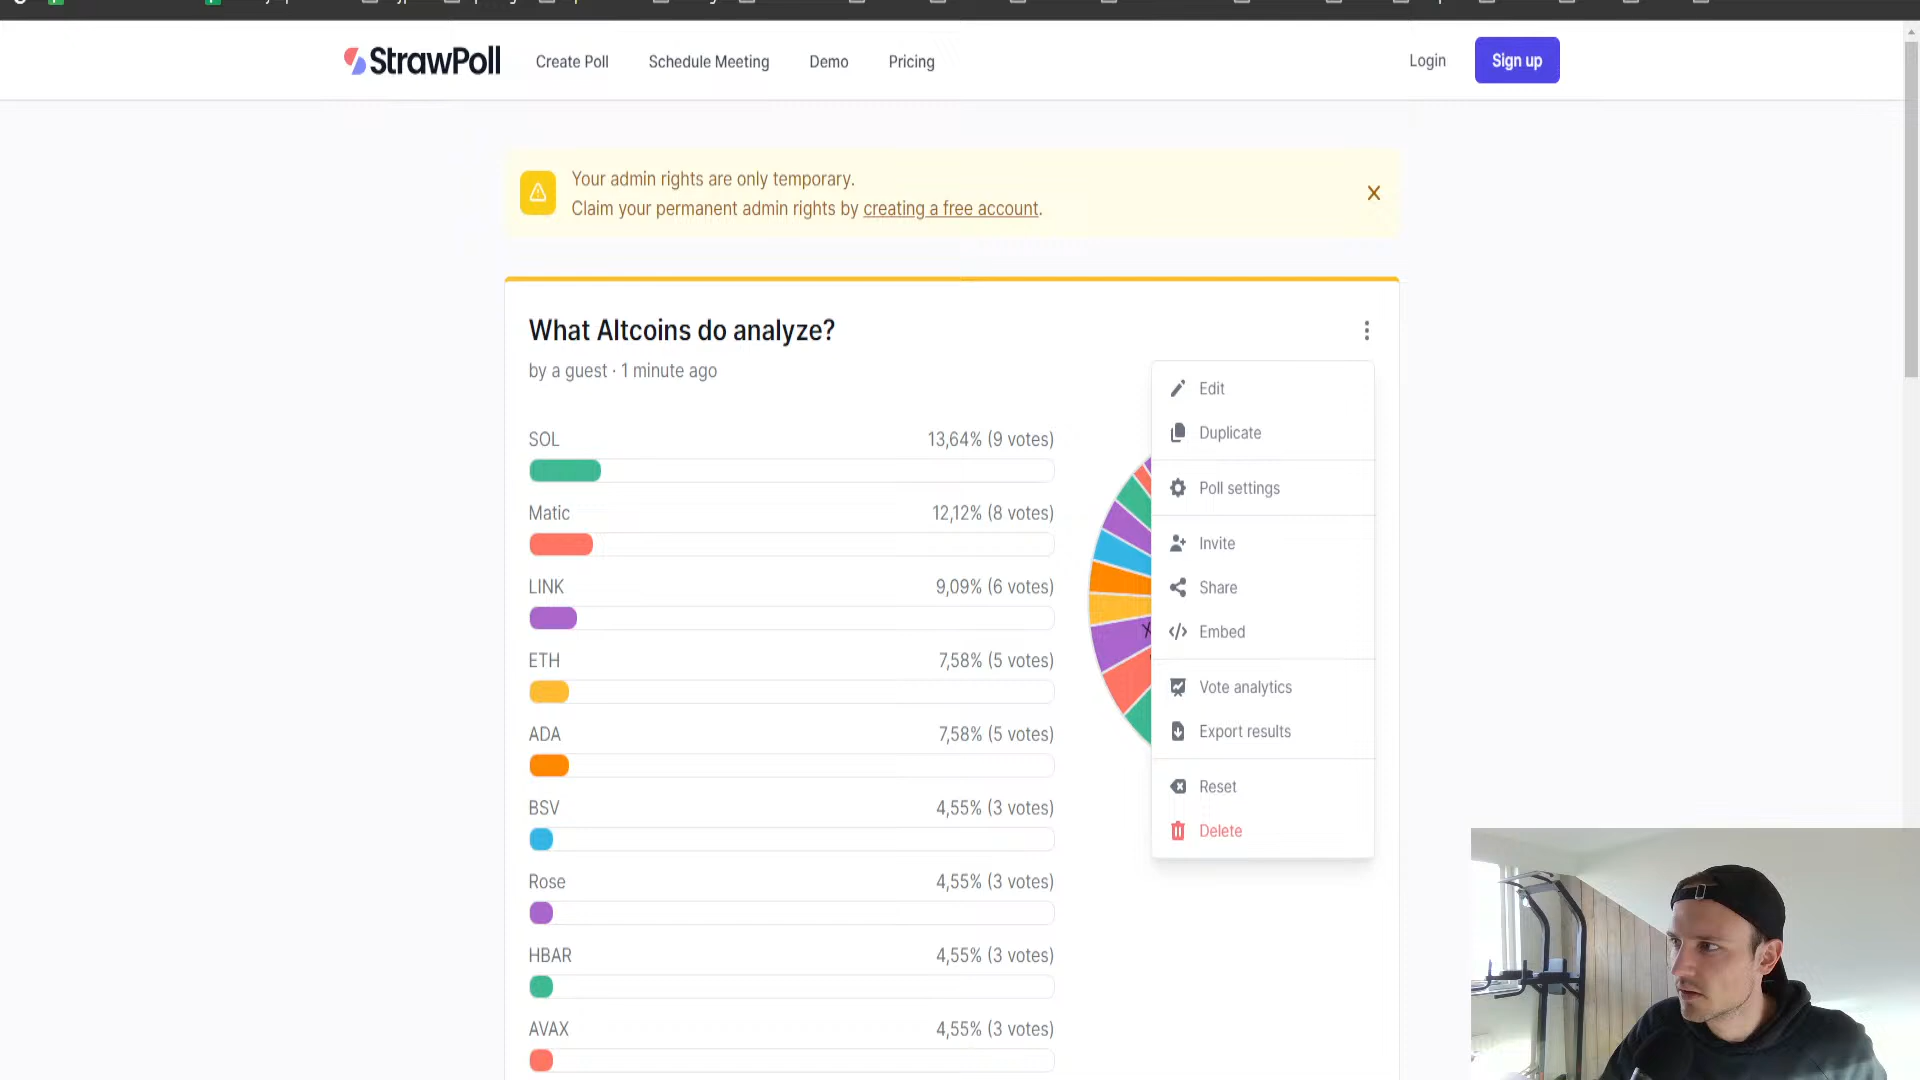 StrawPoll
Create Poll
Schedule Meeting
Demo
Pricing
Login
Sign up
Your admin rights are only temporary.
Claim your permanent admin rights by creating a free account.
What Altcoins do analyze?
by a guest · 1 minute ago
SOL 13,64% (9 votes)
Matic 12,12% (8 votes)
LINK 9,09% (6 votes)
ETH 7,58% (5 votes)
ADA 7,58% (5 votes)
BSV 4,55% (3 votes)
Rose 4,55% (3 votes)
HBAR 4,55% (3 votes)
AVAX 4,55% (3 votes)
Edit
Duplicate
Poll settings
Invite
Share
Embed
Vote analytics
Export results
Reset
Delete